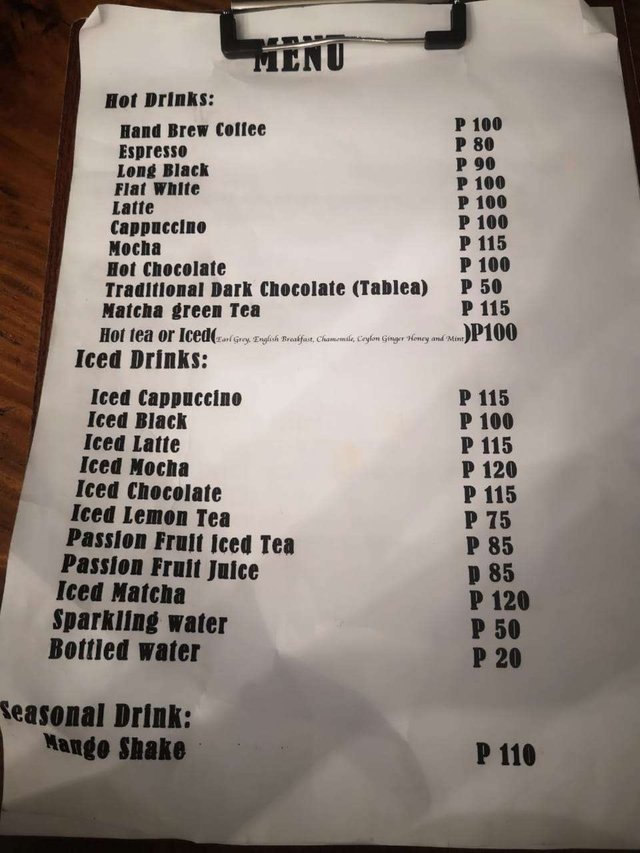 MENU
Hot Drinks:
Hand Brew Coffee P 100
Espresso P 80
Long Black P 90
Flat White P 100
Latte P 100
Cappuccino P 100
Mocha P 115
Hot Chocolate P 100
Traditional Dark Chocolate (Tablea) P 50
Matcha green Tea P 115
Hot tea or Iced(Earl Grey, English Breakfast, Chamomile, Ceylon Ginger Honey and Mint)P100
Iced Drinks:
Iced Cappuccino P 115
Iced Black P 100
Iced Latte P 115
Iced Mocha P 120
Iced Chocolate P 115
Iced Lemon Tea P 75
Passion Fruit iced Tea P 85
Passion Fruit Juice p 85
Iced Matcha P 120
Sparkling water P 50
Bottled water P 20
Seasonal Drink:
Mango Shake P 110